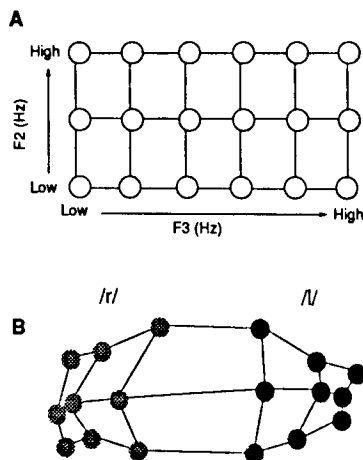 A
High
F2 (Hz)
Low
Low
F3 (Hz)
High
/r/
/l/
B